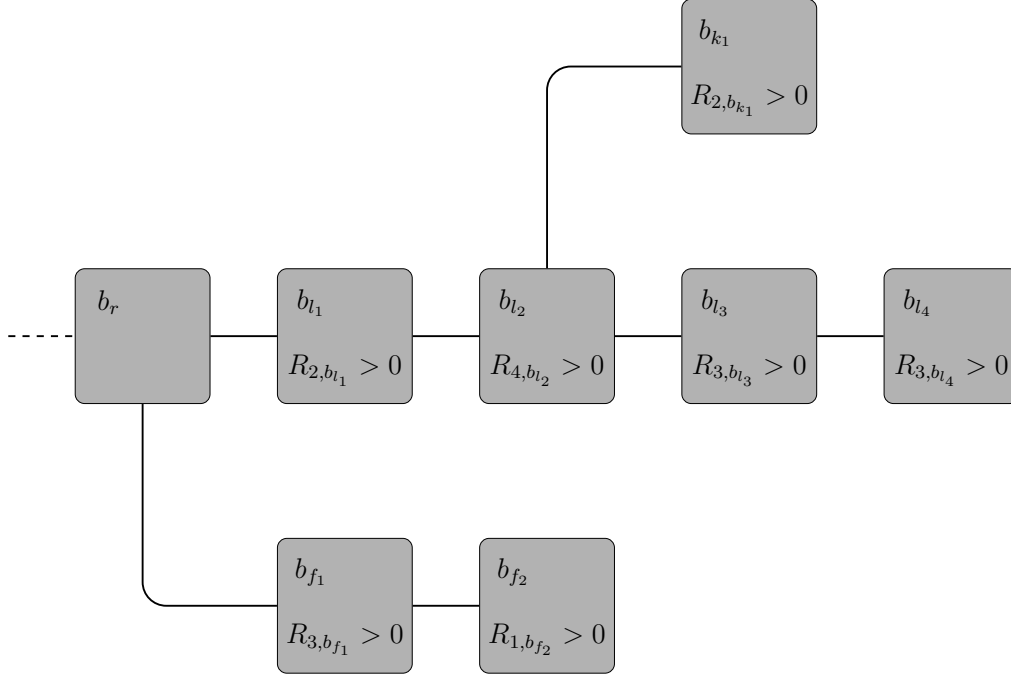 b_{k_1}
R_{2,b_{k_1}} > 0
b_r
b_{l_1}
R_{2,b_{l_1}} > 0
b_{l_2}
R_{4,b_{l_2}} > 0
b_{l_3}
R_{3,b_{l_3}} > 0
b_{l_4}
R_{3,b_{l_4}} > 0
b_{f_1}
R_{3,b_{f_1}} > 0
b_{f_2}
R_{1,b_{f_2}} > 0